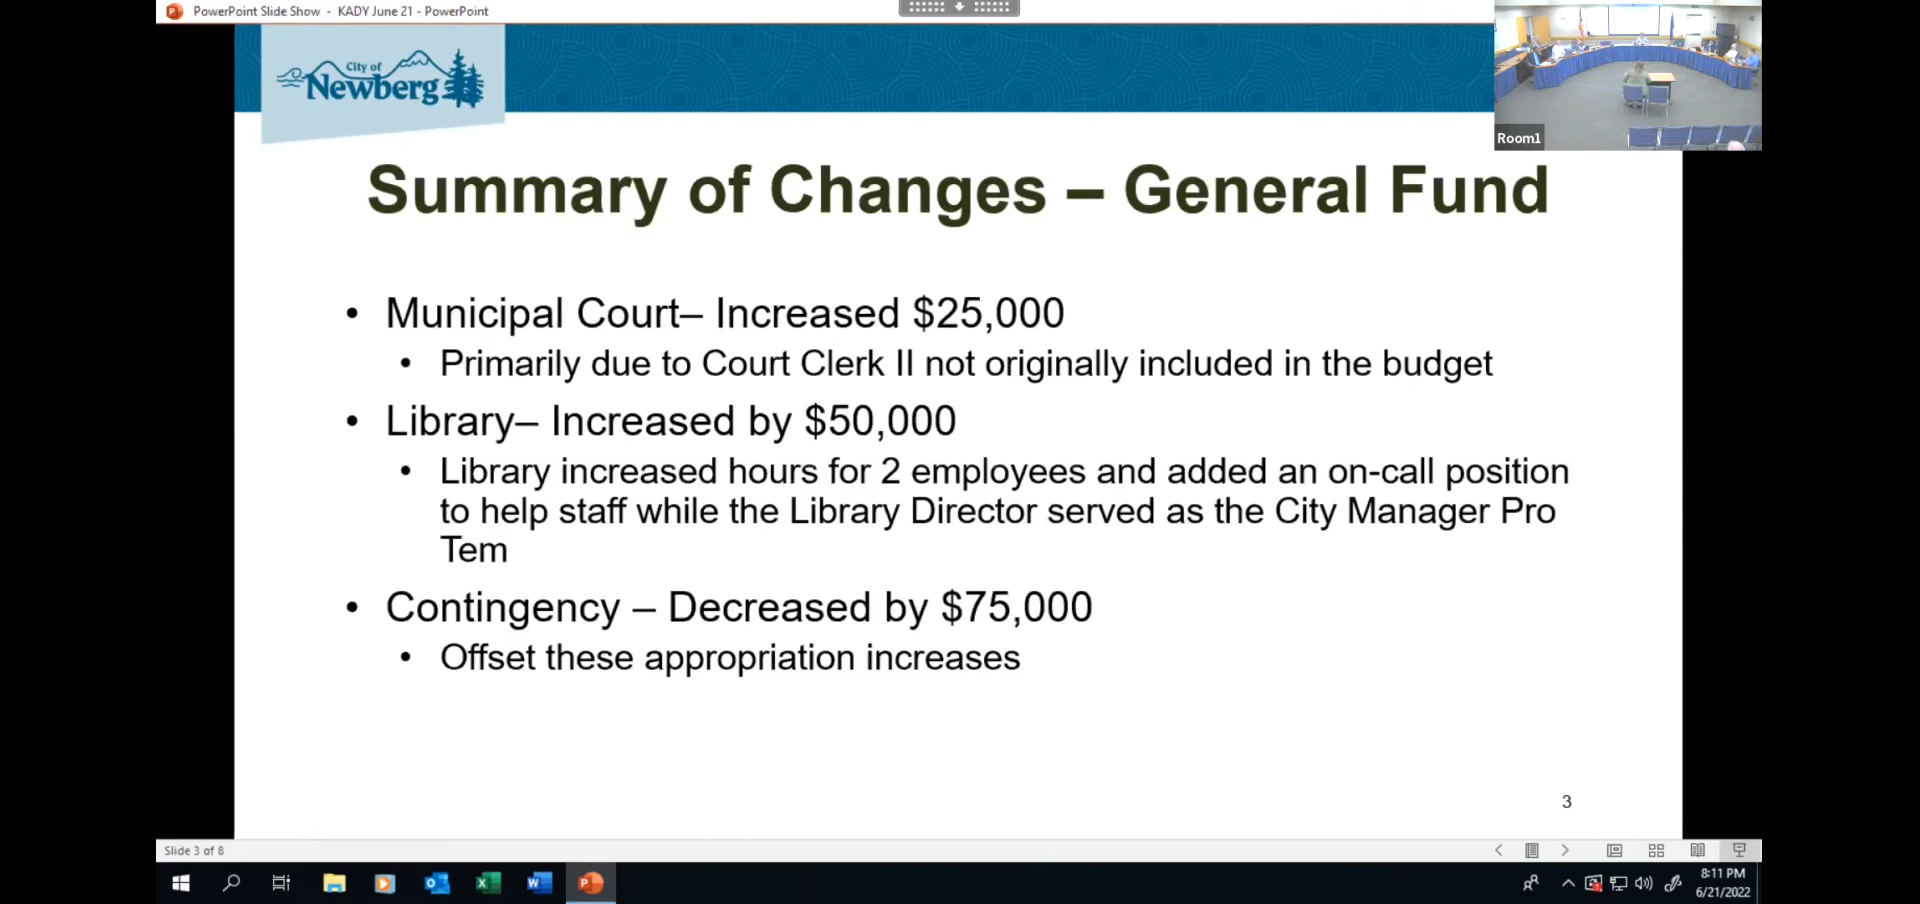 PowerPoint Slide Show - KADY June 21 - PowerPoint
City of
Newberg
Room1
Summary of Changes – General Fund
• Municipal Court– Increased $25,000
• Primarily due to Court Clerk II not originally included in the budget
• Library– Increased by $50,000
• Library increased hours for 2 employees and added an on-call position
to help staff while the Library Director served as the City Manager Pro
Tem
• Contingency – Decreased by $75,000
• Offset these appropriation increases
3
Slide 3 of 8
8:11 PM
6/21/2022